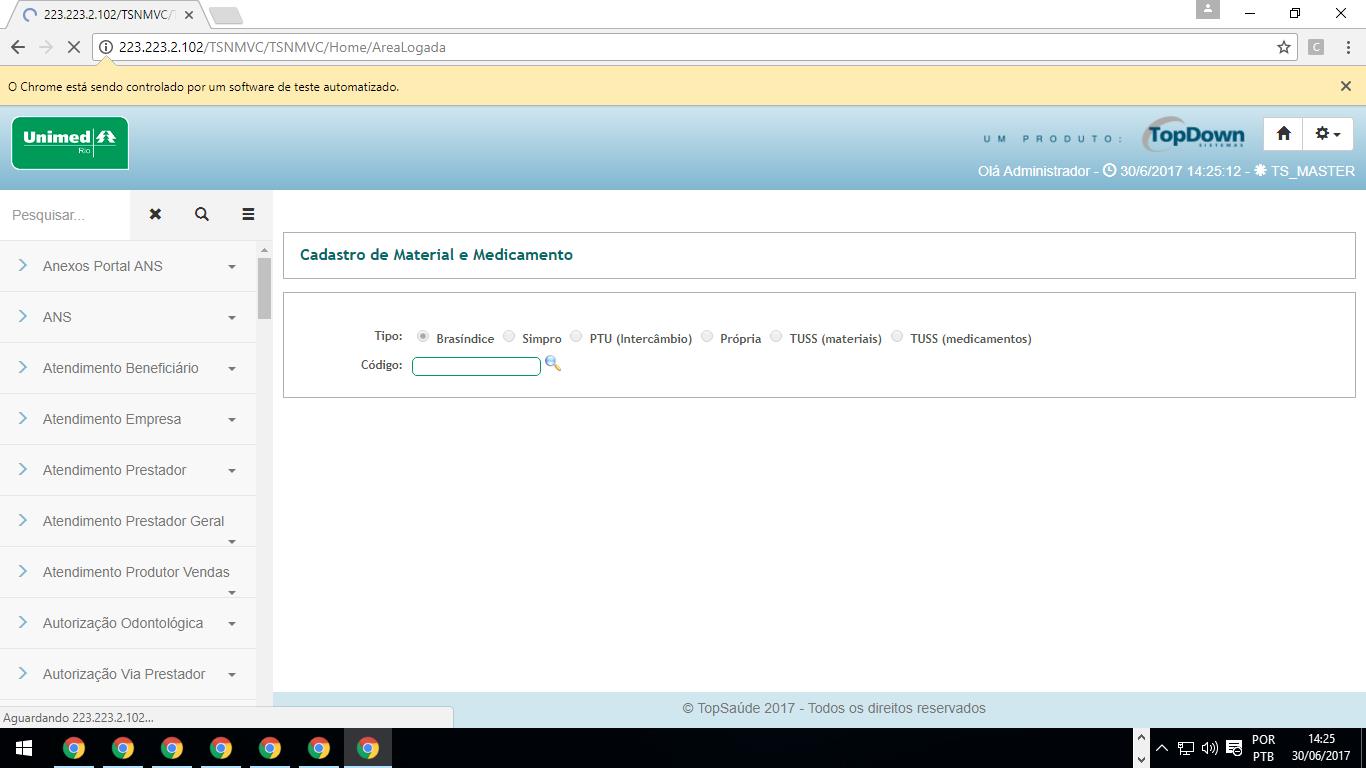 223.223.2.102/TSNMVC/T
223.223.2.102/TSNMVC/TSNMVC/Home/AreaLogada
C
O Chrome está sendo controlado por um software de teste automatizado.
Unimed
Rio
UM PRODUTO:
TopDown
SISTEMAS
Olá Administrador - 30/6/2017 14:25:12 - TS_MASTER
Pesquisar...
Cadastro de Material e Medicamento
Anexos Portal ANS
ANS
Atendimento Beneficiário
Atendimento Empresa
Atendimento Prestador
Atendimento Prestador Geral
Atendimento Produtor Vendas
Autorização Odontológica
Autorização Via Prestador
Tipo: Brasíndice Simpro PTU (Intercâmbio) Própria TUSS (materiais) TUSS (medicamentos)
Código:
© TopSaúde 2017 - Todos os direitos reservados
Aguardando 223.223.2.102...
POR
PTB
14:25
30/06/2017